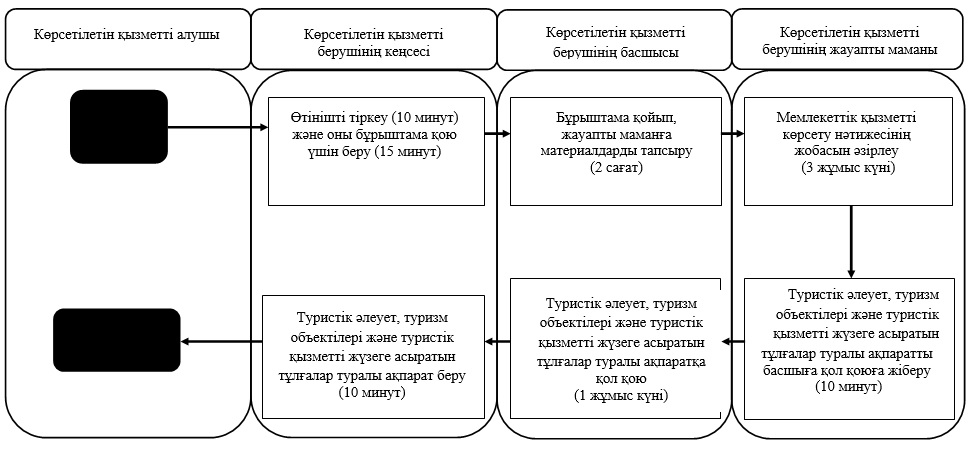 Көрсетілетін қызметті алушы
Көрсетілетін қызметті
берушінің кеңсесі
Көрсетілетін қызметті
берушінің басшысы
Көрсетілетін қызметті
берушінің жауапты маманы
Өтінішті тіркеу (10 минут)
және оны бұрыштама қою
үшін беру (15 минут)
Бұрыштама қойып,
жауапты маманға
материалдарды тапсыру
(2 сағат)
Мемлекеттік қызметті
көрсету нәтижесінің
жобасын әзірлеу
(3 жұмыс күні)
Туристік әлеует, туризм
объектілері және туристік
қызметті жүзеге асыратын
тұлғалар туралы ақпарат беру
(10 минут)
Туристік әлеует, туризм
объектілері және туристік
қызметті жүзеге асыратын
тұлғалар туралы ақпаратқа
қол қою
(1 жұмыс күні)
Туристік әлеует, туризм
объектілері және туристік
қызметті жүзеге асыратын
тұлғалар туралы ақпаратты
басшыға қол қоюға жіберу
(10 минут)